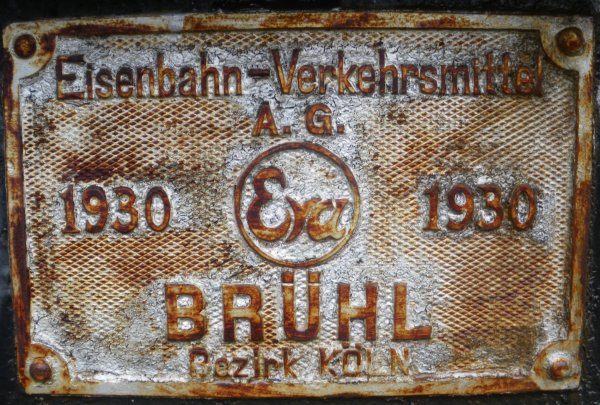 Eisenbahn-Verkehrsmittel
A. G.
1930 Eva 1930
BRÜHL
Bezirk KÖLN